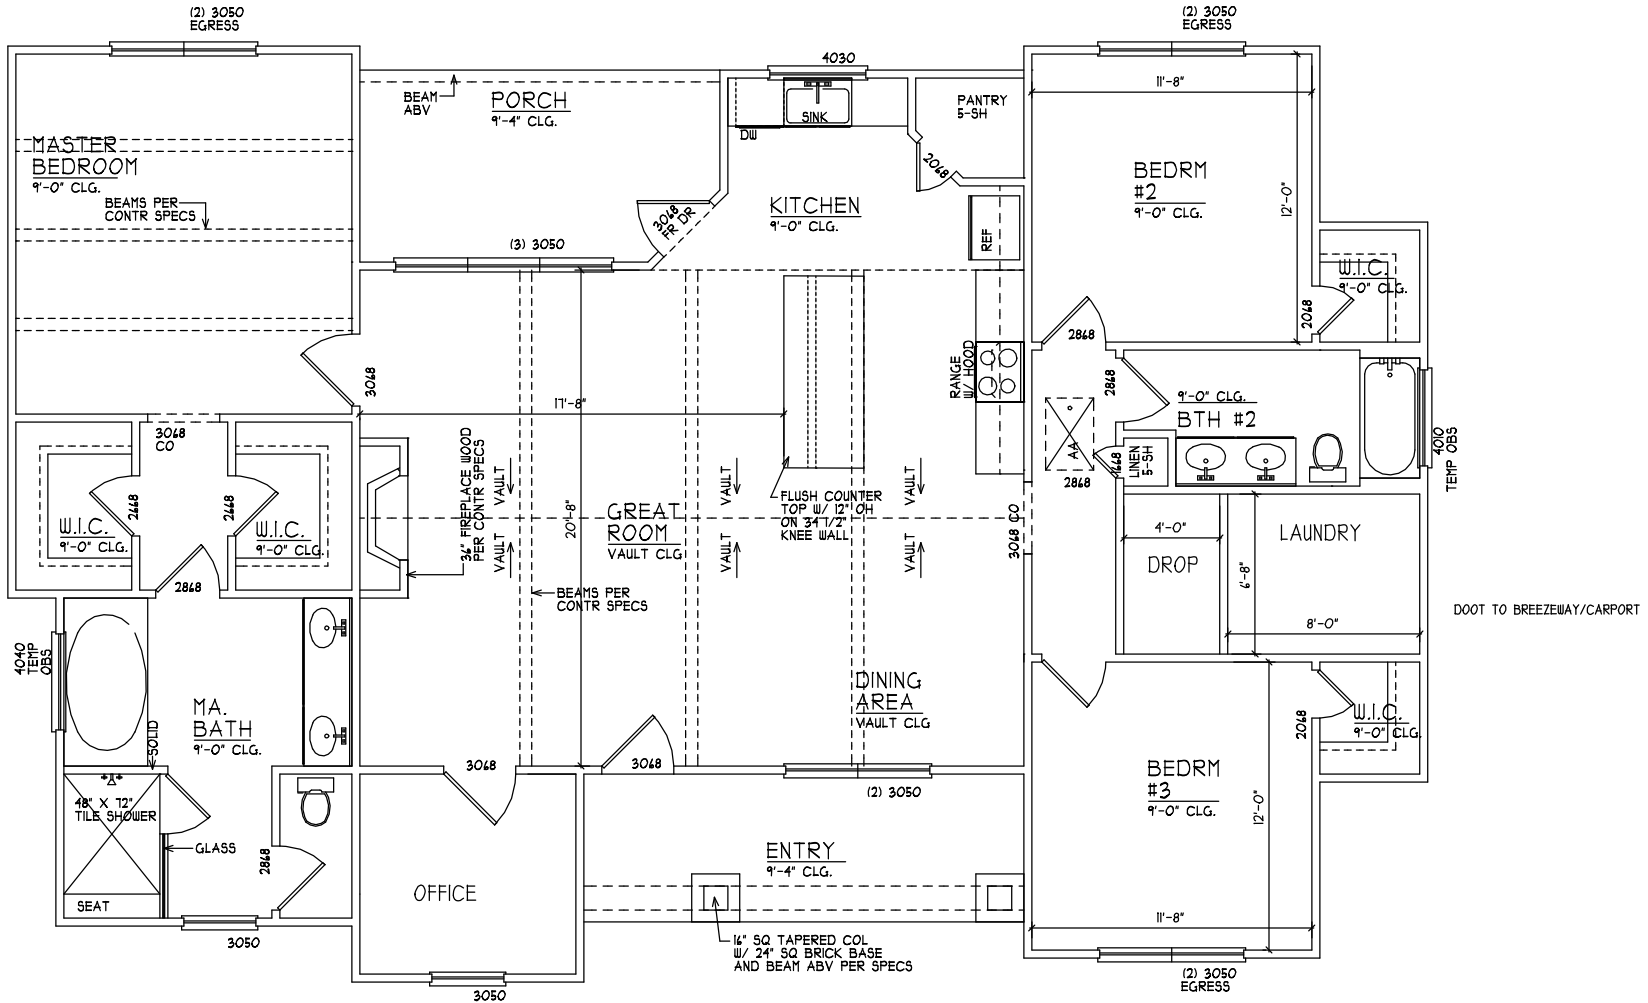 (2) 3050
EGRESS
(2) 3050
EGRESS
4030
BEAM
ABV
PORCH
9'-4" CLG.
SINK
DW
PANTRY
5-SH
2068
11'-8"
MASTER
BEDROOM
9'-0" CLG.
BEAMS PER
CONTR SPECS
3068
FR DR
KITCHEN
9'-0" CLG.
REF
BEDRM
#2
9'-0" CLG.
12'-0"
(3) 3050
W.I.C.
9'-0" CLG.
2068
2868
3068
RANGE
W/ HOOD
2868
9'-0" CLG.
BTH #2
17'-8"
3068
CO
36" FIREPLACE WOOD
PER CONTR SPECS
AA
1668
LINEN
5-SH
4010
TEMP OBS
2868
VAULT
VAULT
VAULT
2668
2668
W.I.C.
9'-0" CLG.
W.I.C.
9'-0" CLG.
20'-8"
GREAT
ROOM
VAULT CLG
FLUSH COUNTER
TOP W/ 12" OH
ON 34 1/2"
KNEE WALL
VAULT
VAULT
VAULT
3068 CO
4'-0"
DROP
LAUNDRY
6'-8"
8'-0"
DOOT TO BREEZEWAY/CARPORT
2868
BEAMS PER
CONTR SPECS
4040
TEMP
OBS
MA.
BATH
9'-0" CLG.
SOLID
DINING
AREA
VAULT CLG
2068
W.I.C.
9'-0" CLG.
3068
3068
(2) 3050
BEDRM
#3
9'-0" CLG.
12'-0"
48" X 72"
TILE SHOWER
GLASS
2868
SEAT
OFFICE
ENTRY
9'-4" CLG.
11'-8"
3050
16" SQ TAPERED COL
W/ 24" SQ BRICK BASE
AND BEAM ABV PER SPECS
3050
(2) 3050
EGRESS